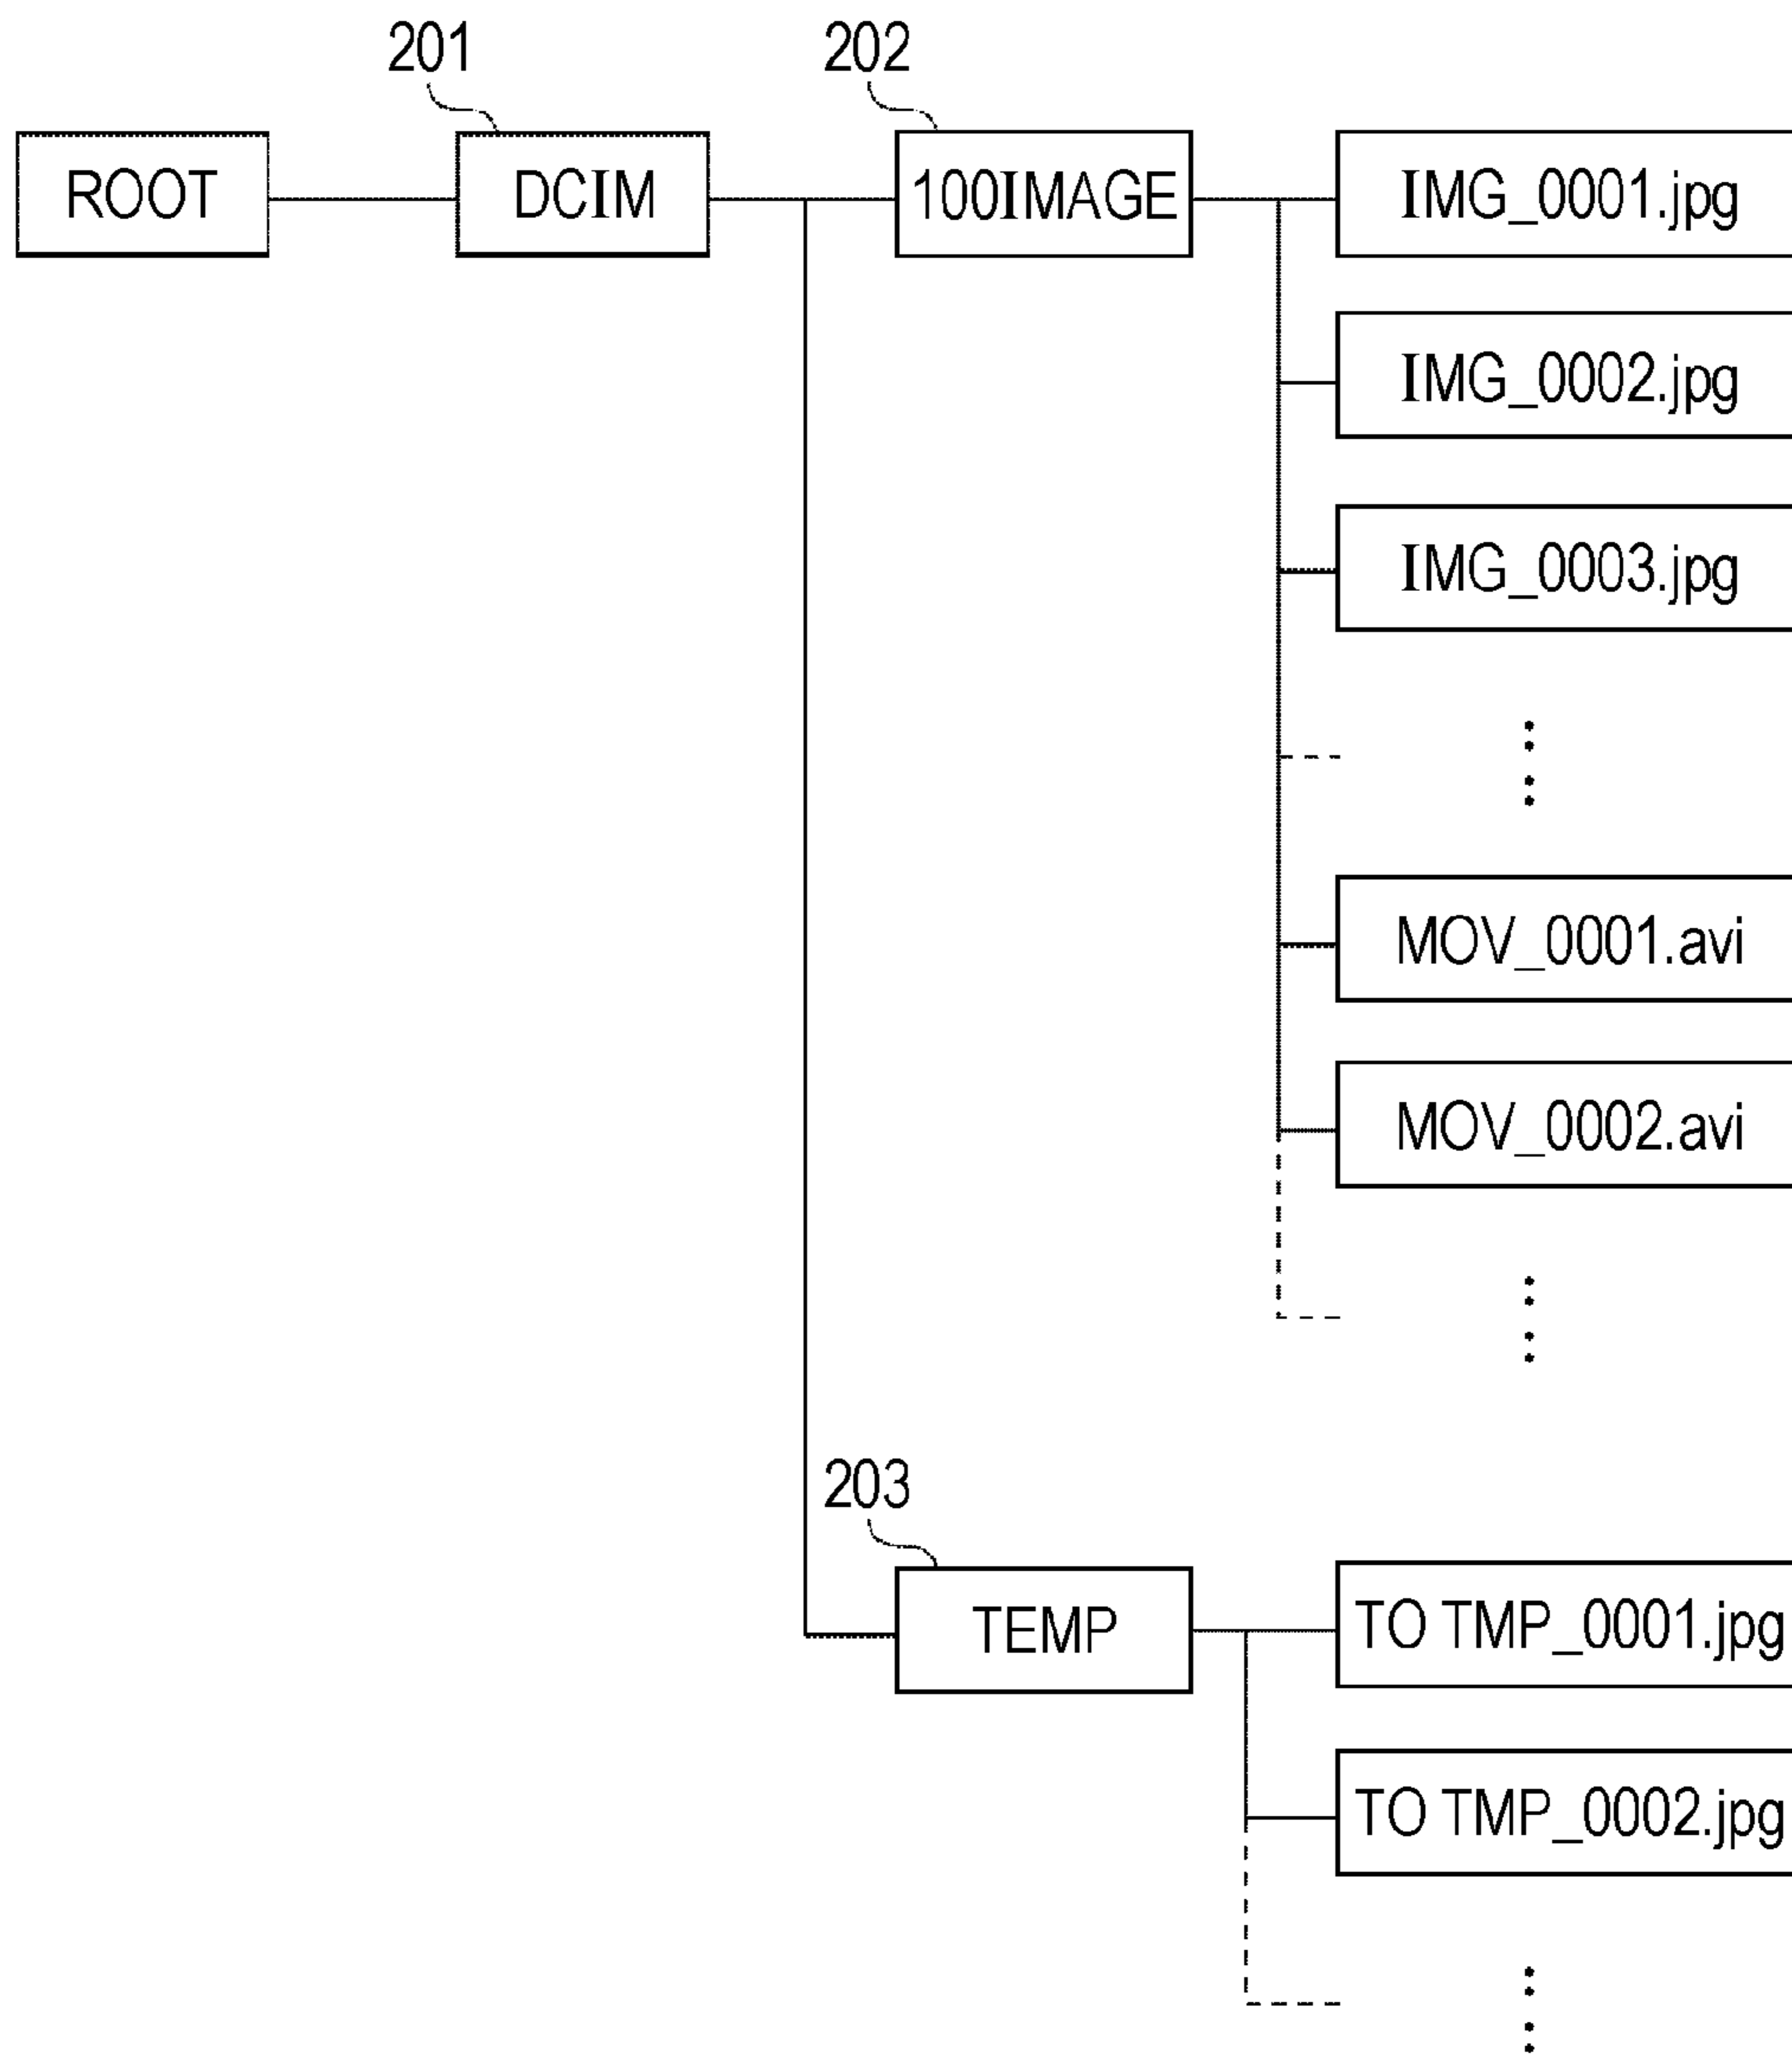 201
202
ROOT
DCIM
100IMAGE
IMG_0001.jpg
IMG_0002.jpg
IMG_0003.jpg
MOV_0001.avi
MOV_0002.avi
203
TEMP
TO TMP_0001.jpg
TO TMP_0002.jpg